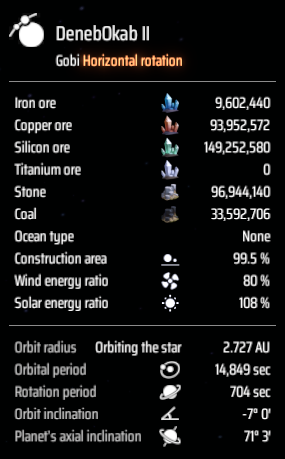 DenebOkab II
Gobi Horizontal rotation
Iron ore 9,602,440
Copper ore 93,952,572
Silicon ore 149,252,580
Titanium ore 0
Stone 96,944,140
Coal 33,592,706
Ocean type None
Construction area 99.5 %
Wind energy ratio 80 %
Solar energy ratio 108 %
Orbit radius Orbiting the star 2.727 AU
Orbital period 14,849 sec
Rotation period 704 sec
Orbit inclination -7° 0'
Planet's axial inclination 71° 3'